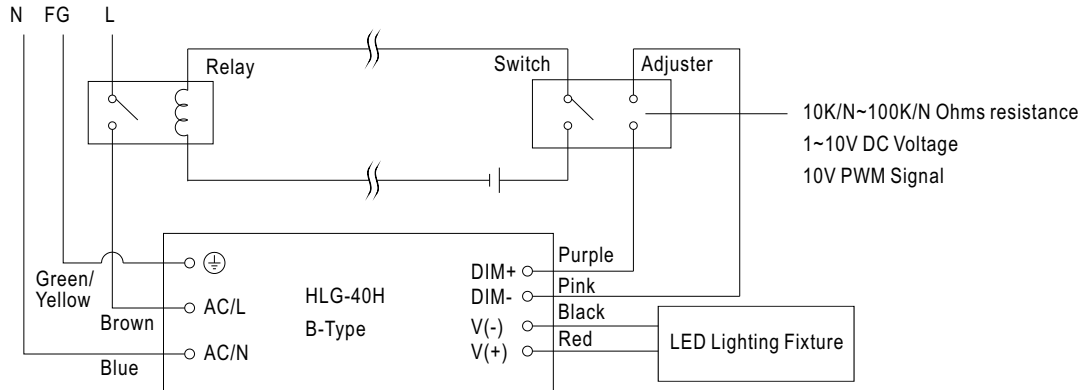 N FG L
Relay
Switch
Adjuster
10K/N~100K/N Ohms resistance
1~10V DC Voltage
10V PWM Signal
Green/
Yellow
Brown
Blue
AC/L
AC/N
HLG-40H
B-Type
DIM+
DIM-
V(-)
V(+)
Purple
Pink
Black
Red
LED Lighting Fixture